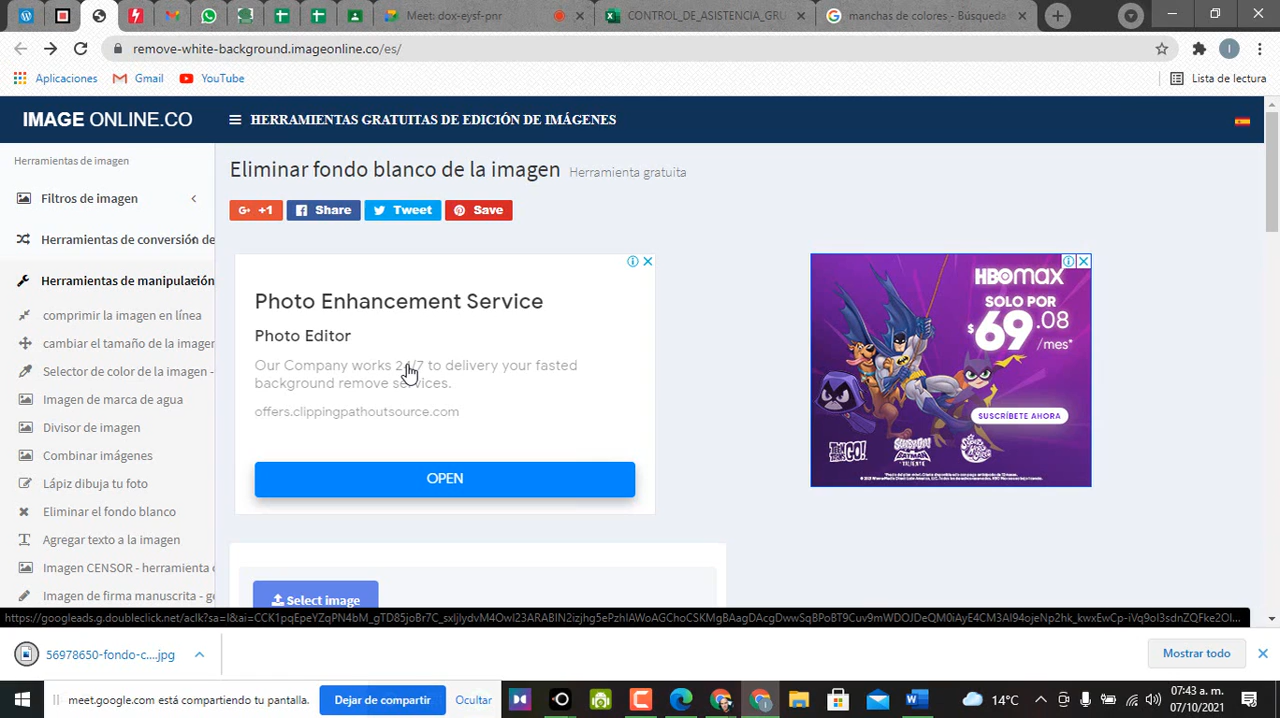 Meet: dox-eysf-pnr
CONTROL_DE_ASISTENCIA_GRU
manchas de colores - Búsqueda
remove-white-background.imageonline.co/es/
Aplicaciones
Gmail
YouTube
Lista de lectura
IMAGE ONLINE.CO
HERRAMIENTAS GRATUITAS DE EDICIÓN DE IMÁGENES
Herramientas de imagen
Filtros de imagen
Herramientas de conversión de
Herramientas de manipulación
comprimir la imagen en línea
cambiar el tamaño de la imagen
Selector de color de la imagen -
Imagen de marca de agua
Divisor de imagen
Combinar imágenes
Lápiz dibuja tu foto
Eliminar el fondo blanco
Agregar texto a la imagen
Imagen CENSOR - herramienta
Imagen de firma manuscrita - ge
Eliminar fondo blanco de la imagen Herramienta gratuita
G+ +1
Share
Tweet
Save
Photo Enhancement Service
Photo Editor
Our Company works 24/7 to delivery your fasted
background remove services.
offers.clippingpathoutsource.com
OPEN
HBOMAX
SOLO POR
$69.08
/mes*
SUSCRÍBETE AHORA
TEEN TITANS GO!
Select image
56978650-fondo-c....jpg
Mostrar todo
meet.google.com está compartiendo tu pantalla.
Dejar de compartir
Ocultar
14°C
07:43 a. m.
07/10/2021